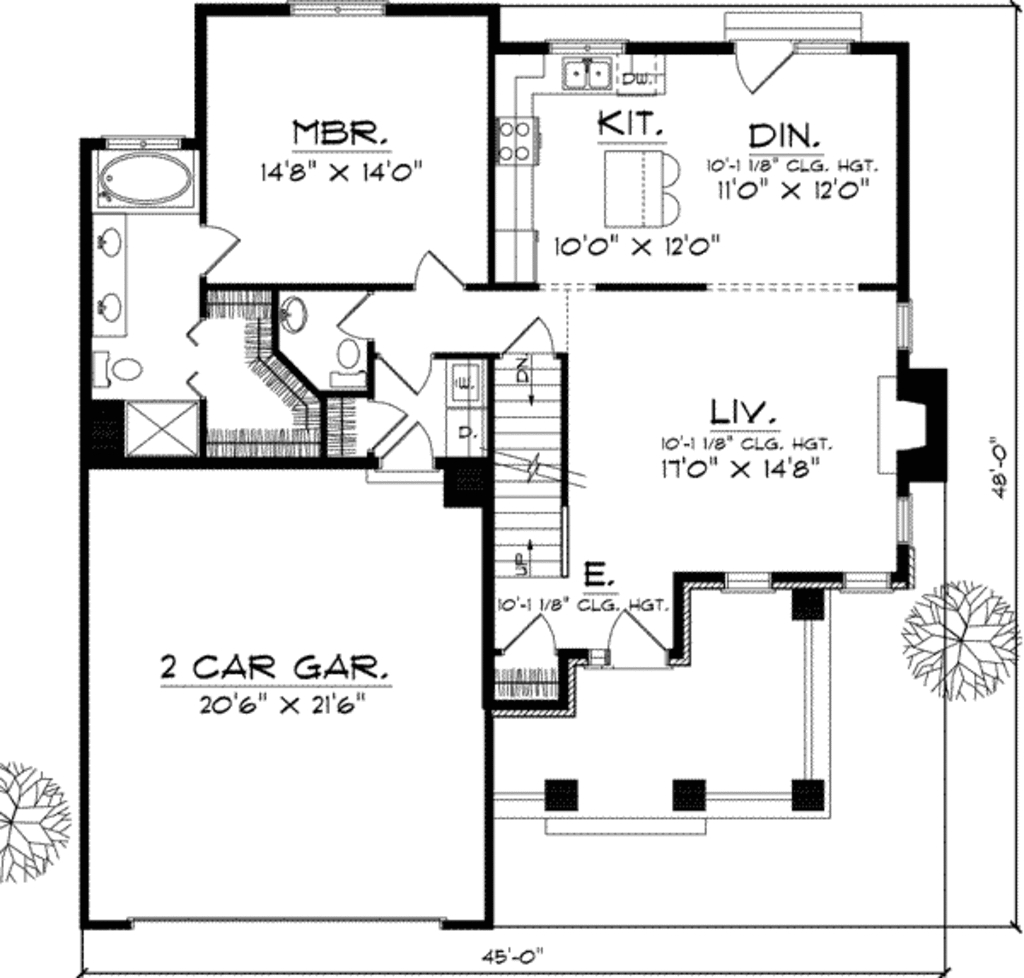 MBR.
14'8" X 14'0"
DW.
KIT.
10'0" X 12'0"
DIN.
10'-1 1/8" CLG. HGT.
11'0" X 12'0"
W.
D.
DN
LIV.
10'-1 1/8" CLG. HGT.
17'0" X 14'8"
48'-0"
UP
E.
10'-1 1/8" CLG. HGT.
2 CAR GAR.
20'6" X 21'6"
45'-0"